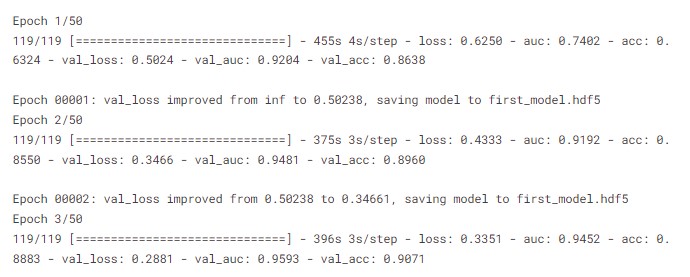 Epoch 1/50
119/119 [==============================] - 455s 4s/step - loss: 0.6250 - auc: 0.7402 - acc: 0.
6324 - val_loss: 0.5024 - val_auc: 0.9204 - val_acc: 0.8638
Epoch 00001: val_loss improved from inf to 0.50238, saving model to first_model.hdf5
Epoch 2/50
119/119 [==============================] - 375s 3s/step - loss: 0.4333 - auc: 0.9192 - acc: 0.
8550 - val_loss: 0.3466 - val_auc: 0.9481 - val_acc: 0.8960
Epoch 00002: val_loss improved from 0.50238 to 0.34661, saving model to first_model.hdf5
Epoch 3/50
119/119 [==============================] - 396s 3s/step - loss: 0.3351 - auc: 0.9452 - acc: 0.
8883 - val_loss: 0.2881 - val_auc: 0.9593 - val_acc: 0.9071